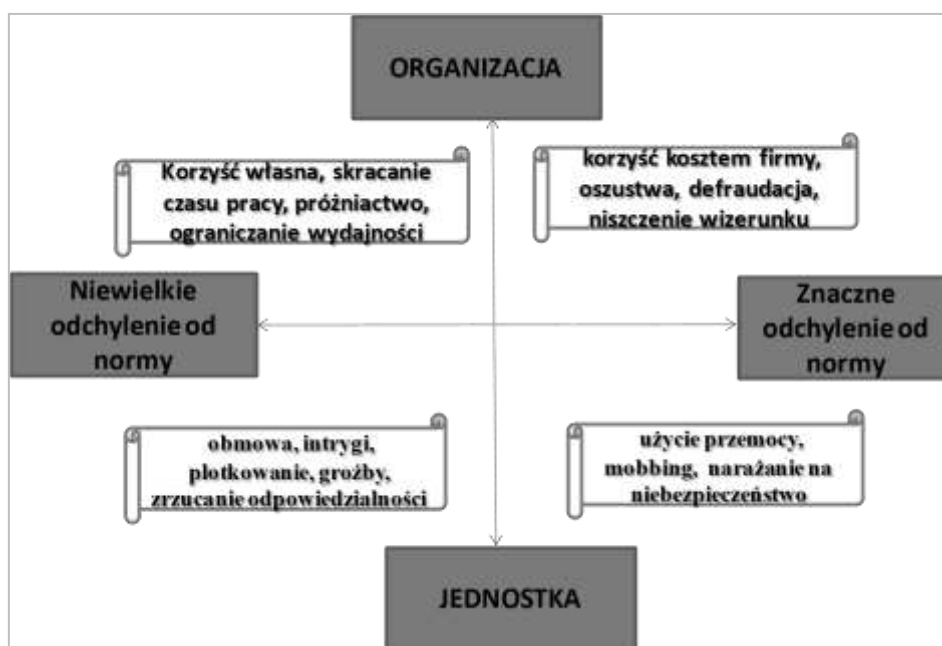 ORGANIZACJA
Korzyść własna, skracanie
czasu pracy, próżniactwo,
ograniczanie wydajności
korzyść kosztem firmy,
oszustwa, defraudacja,
niszczenie wizerunku
Niewielkie
odchylenie od
normy
Znaczne
odchylenie od
normy
obmowa, intrygi,
plotkowanie, groźby,
zrzucanie odpowiedzialności
użycie przemocy,
mobbing, narażanie na
niebezpieczeństwo
JEDNOSTKA